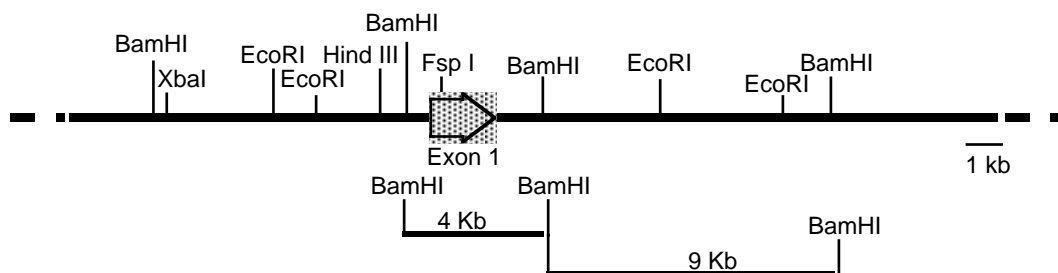 BamHI
XbaI
EcoRI
EcoRI
Hind III
BamHI
Fsp I
BamHI
EcoRI
EcoRI
BamHI
Exon 1
1 kb
BamHI
BamHI
4 Kb
BamHI
9 Kb